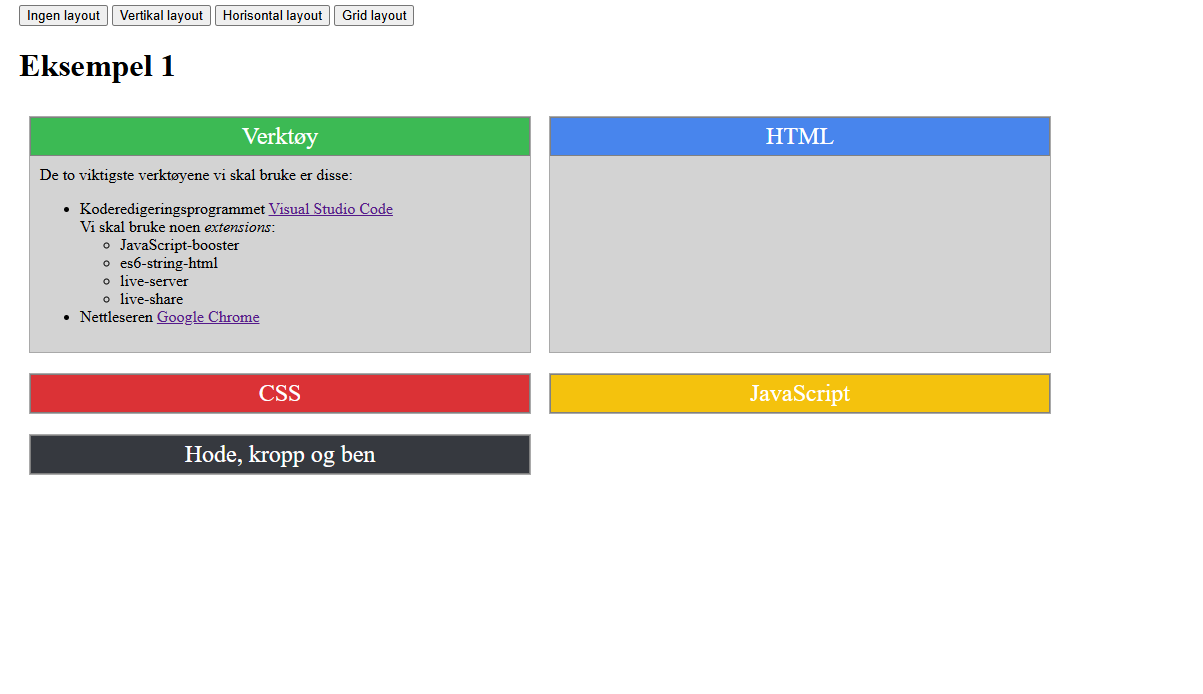 Ingen layout Vertikal layout Horisontal layout Grid layout
Eksempel 1
Verktøy
De to viktigste verktøyene vi skal bruke er disse:
Koderedigeringsprogrammet Visual Studio Code
Vi skal bruke noen extensions:
JavaScript-booster
es6-string-html
live-server
live-share
Nettleseren Google Chrome
HTML
CSS
JavaScript
Hode, kropp og ben